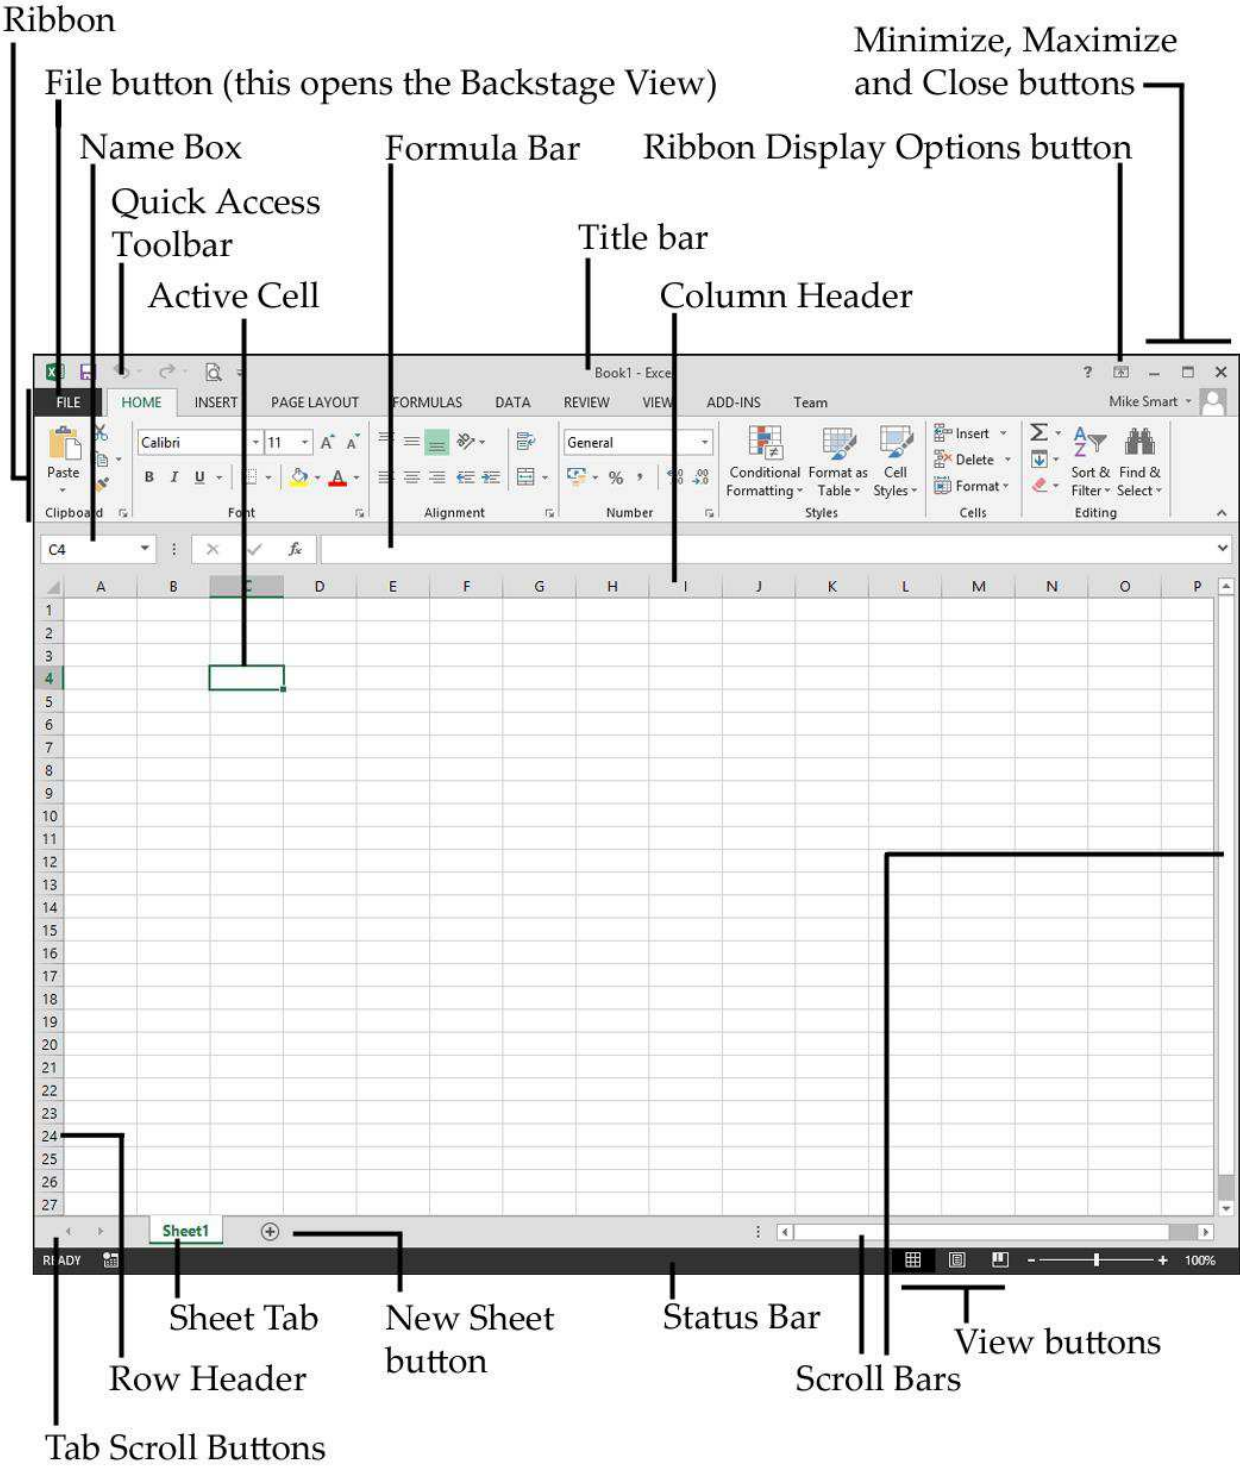 Ribbon
Minimize, Maximize
and Close buttons
File button (this opens the Backstage View)
Name Box
Formula Bar
Ribbon Display Options button
Quick Access
Toolbar
Title bar
Active Cell
Column Header
Book1 - Excel
FILE HOME INSERT PAGE LAYOUT FORMULAS DATA REVIEW VIEW ADD-INS Team Mike Smart
Calibri 11 A A General Insert
Paste B I U A % , Conditional Format as Cell Delete Sort & Find &
Formatting Table Styles Format Filter Select
Clipboard Font Alignment Number Styles Cells Editing
C4 fx
A B C D E F G H I J K L M N O P
1
2
3
4
5
6
7
8
9
10
11
12
13
14
15
16
17
18
19
20
21
22
23
24
25
26
27
Sheet1
READY 100%
Sheet Tab
New Sheet
button
Status Bar
View buttons
Row Header
Scroll Bars
Tab Scroll Buttons